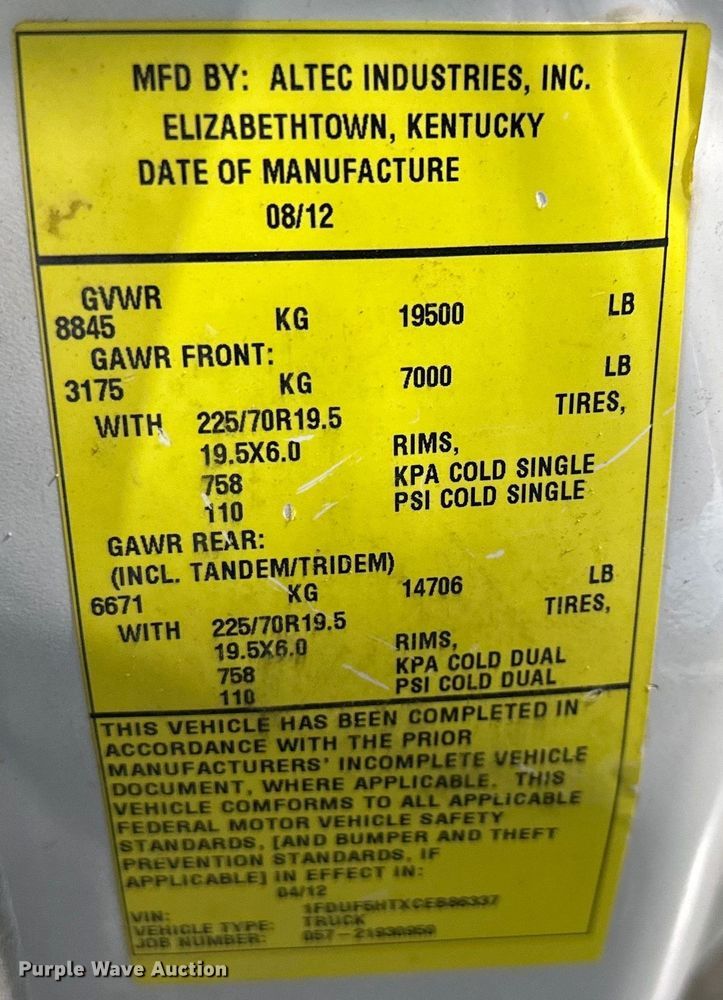 MFD BY: ALTEC INDUSTRIES, INC.
ELIZABETHTOWN, KENTUCKY
DATE OF MANUFACTURE
08/12
GVWR
8845 KG 19500 LB
GAWR FRONT:
3175 KG 7000 LB
WITH 225/70R19.5 TIRES,
19.5X6.0 RIMS,
758 KPA COLD SINGLE
110 PSI COLD SINGLE
GAWR REAR:
(INCL. TANDEM/TRIDEM)
6671 KG 14706 LB
WITH 225/70R19.5 TIRES,
19.5X6.0 RIMS,
758 KPA COLD DUAL
110 PSI COLD DUAL
THIS VEHICLE HAS BEEN COMPLETED IN
ACCORDANCE WITH THE PRIOR
MANUFACTURERS' INCOMPLETE VEHICLE
DOCUMENT, WHERE APPLICABLE. THIS
VEHICLE COMFORMS TO ALL APPLICABLE
FEDERAL MOTOR VEHICLE SAFETY
STANDARDS, [AND BUMPER AND THEFT
PREVENTION STANDARDS, IF
APPLICABLE] IN EFFECT IN:
04/12
VIN:
VEHICLE TYPE: TRUCK
JOB NUMBER:
Purple Wave Auction